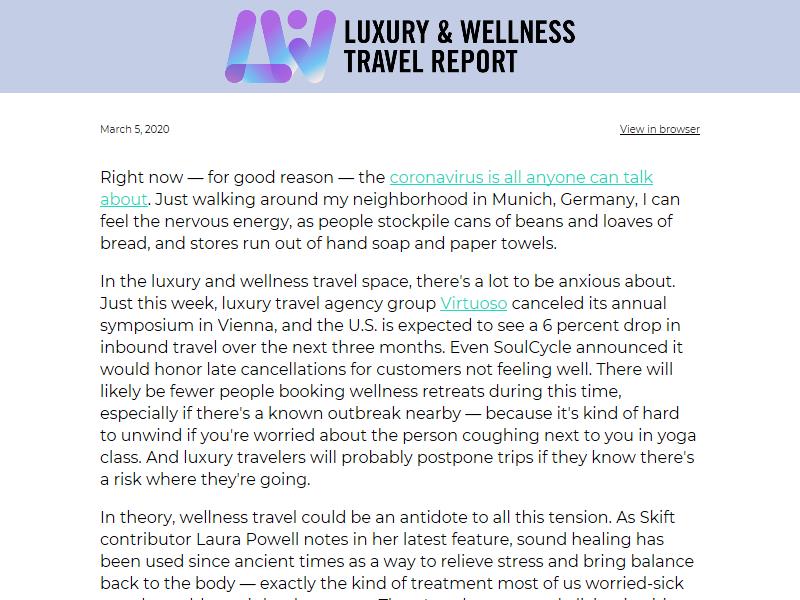 LUXURY & WELLNESS
TRAVEL REPORT
March 5, 2020
View in browser
Right now — for good reason — the coronavirus is all anyone can talk
about. Just walking around my neighborhood in Munich, Germany, I can
feel the nervous energy, as people stockpile cans of beans and loaves of
bread, and stores run out of hand soap and paper towels.
In the luxury and wellness travel space, there's a lot to be anxious about.
Just this week, luxury travel agency group Virtuoso canceled its annual
symposium in Vienna, and the U.S. is expected to see a 6 percent drop in
inbound travel over the next three months. Even SoulCycle announced it
would honor late cancellations for customers not feeling well. There will
likely be fewer people booking wellness retreats during this time,
especially if there's a known outbreak nearby — because it's kind of hard
to unwind if you're worried about the person coughing next to you in yoga
class. And luxury travelers will probably postpone trips if they know there's
a risk where they're going.
In theory, wellness travel could be an antidote to all this tension. As Skift
contributor Laura Powell notes in her latest feature, sound healing has
been used since ancient times as a way to relieve stress and bring balance
back to the body — exactly the kind of treatment most of us worried-sick